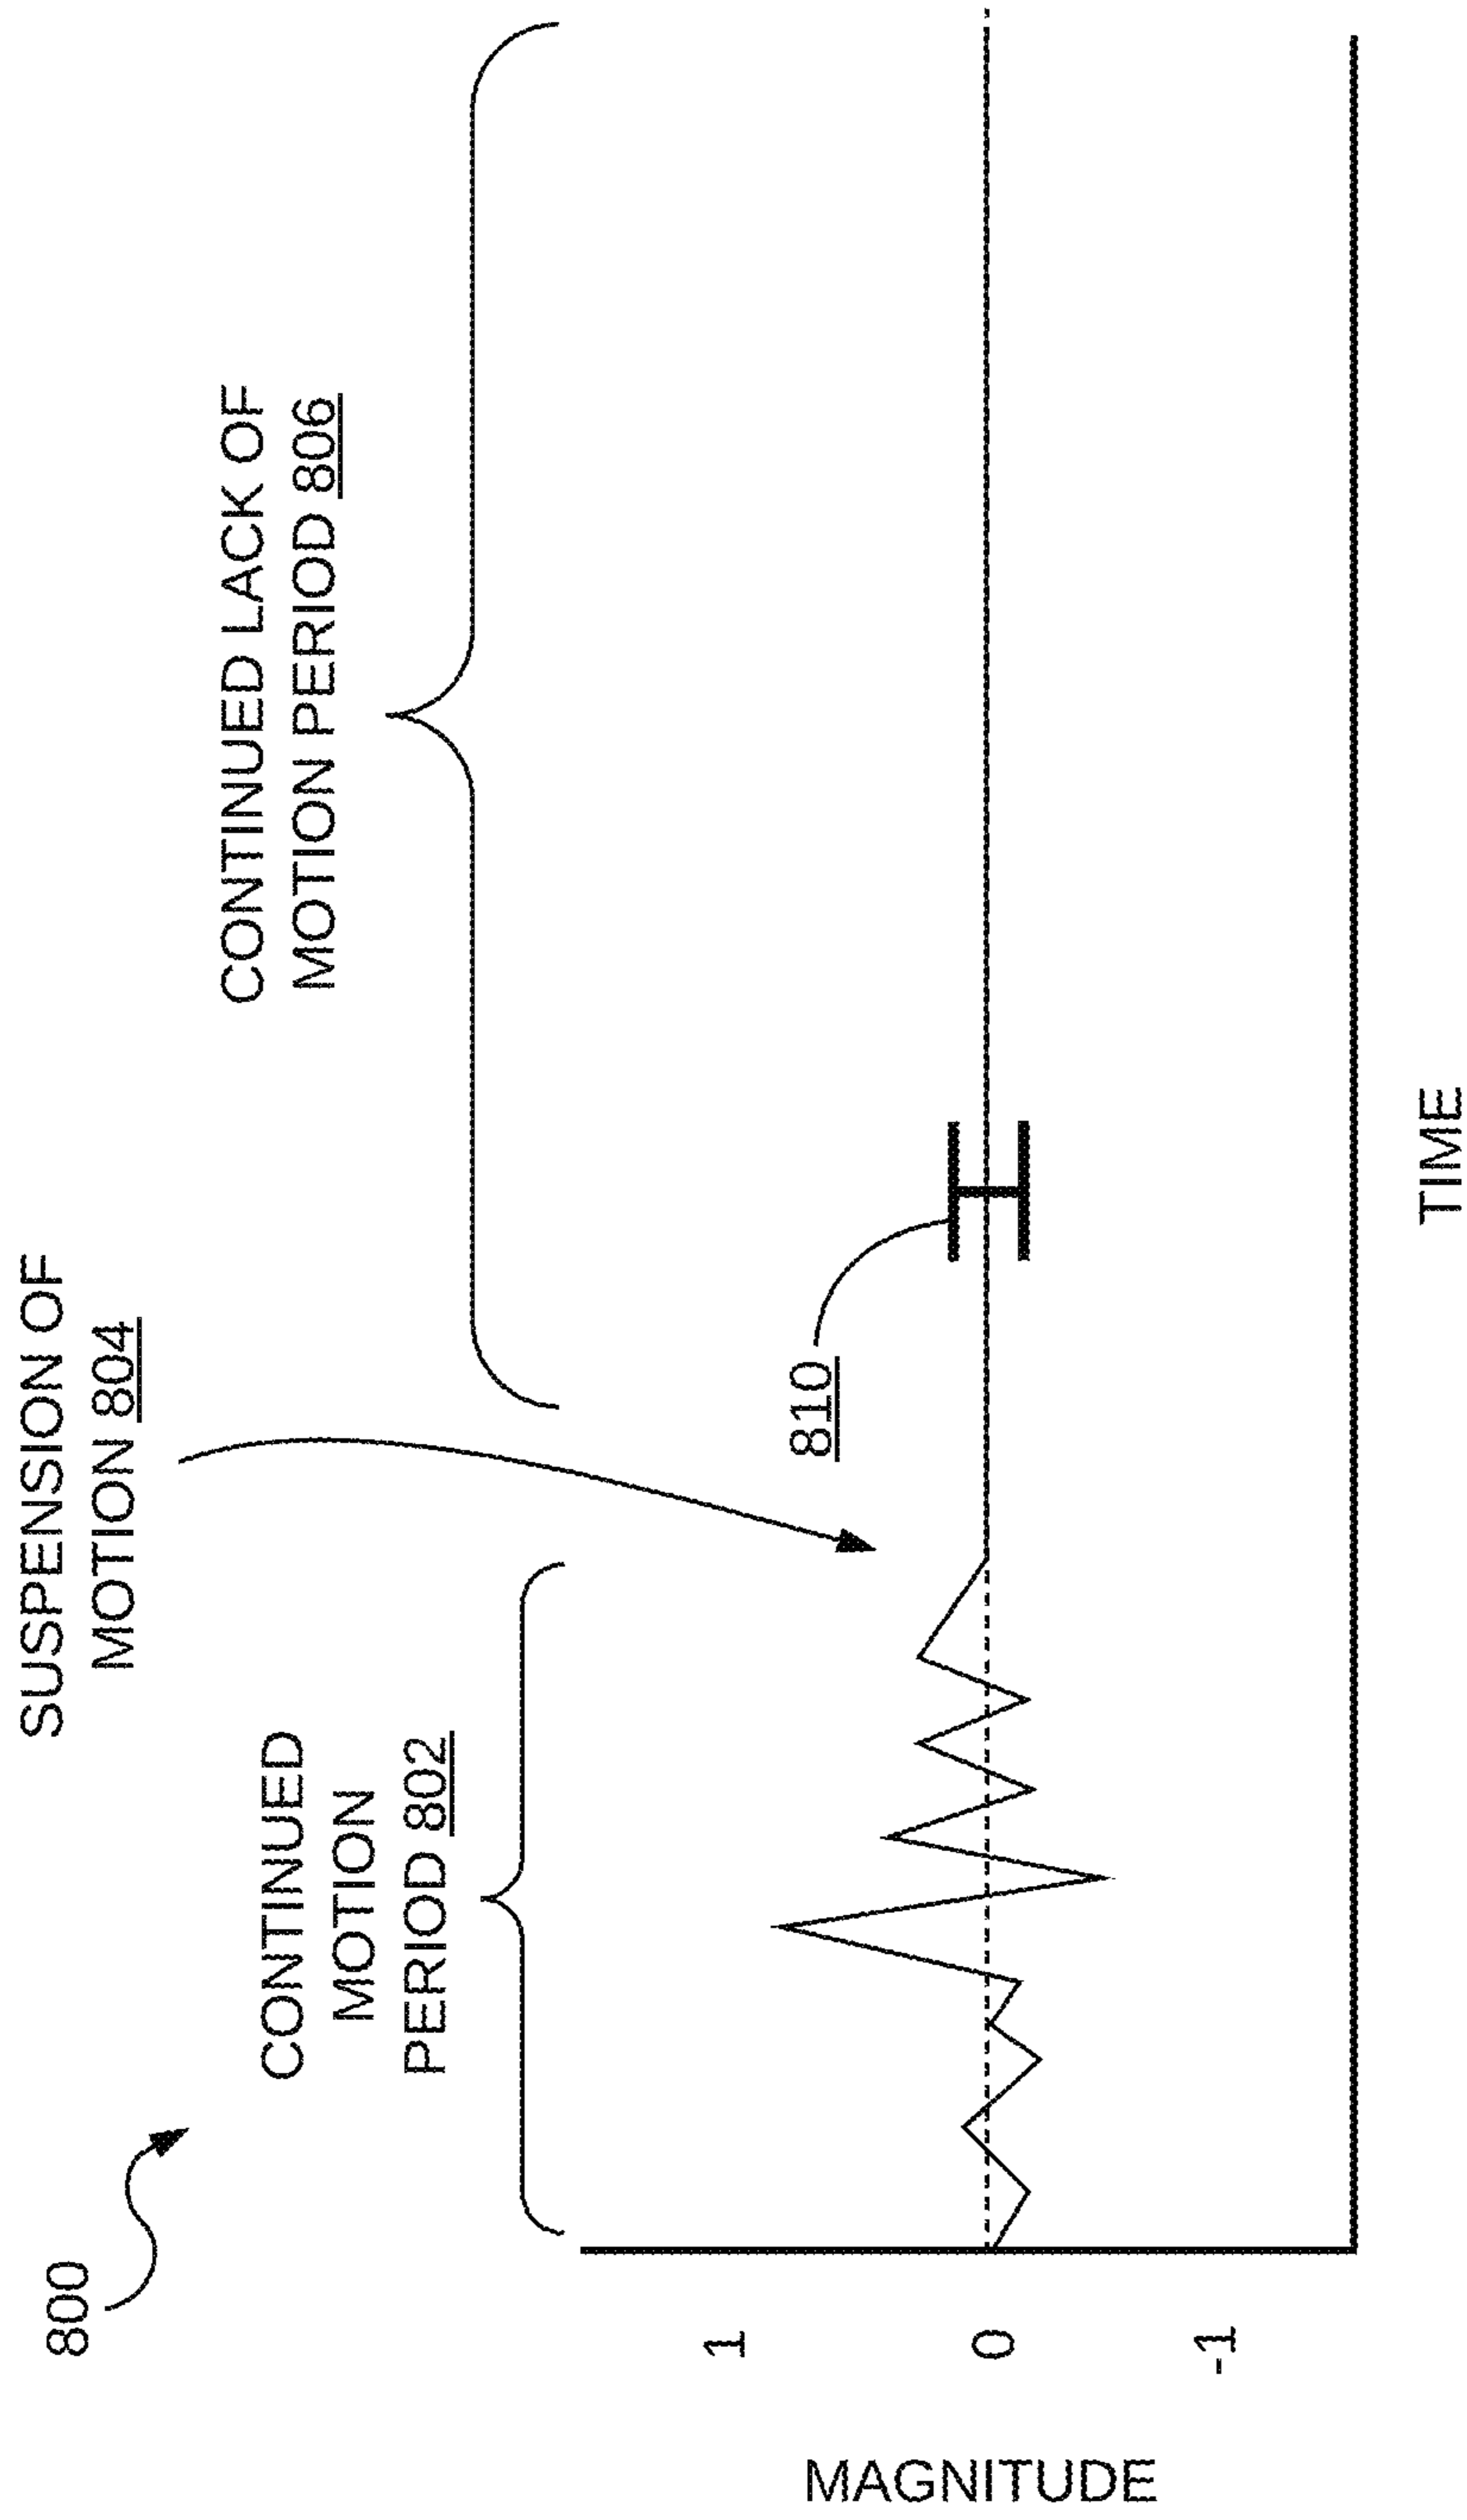 800
SUSPENSION OF
MOTION 804
CONTINUED LACK OF
MOTION PERIOD 806
CONTINUED
MOTION
PERIOD 802
810
1
0
-1
MAGNITUDE
TIME